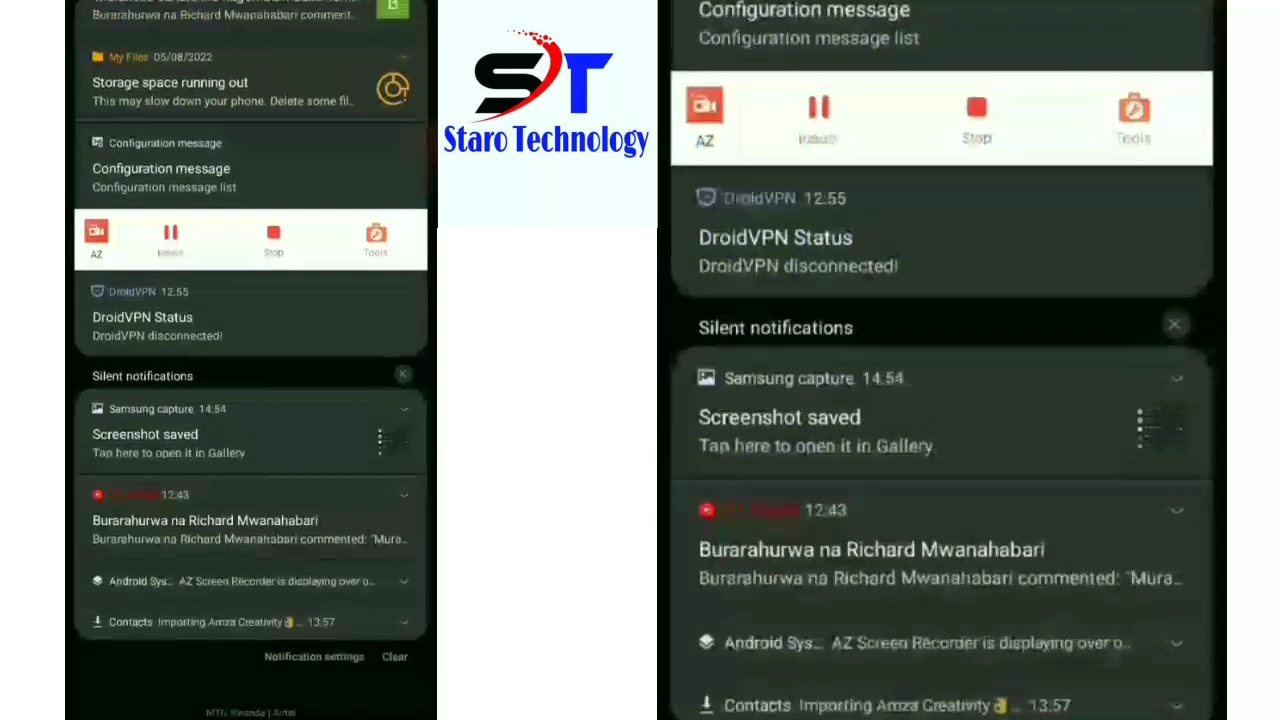 Burarahurwa na Richard Mwanahabari comment.
My Files 05/08/2022
Storage space running out
This may slow down your phone. Delete some fil..
Configuration message
Configuration message
Configuration message list
AZ
Pause
Stop
Tools
DroidVPN 12:55
DroidVPN Status
DroidVPN disconnected!
Silent notifications
Samsung capture 14:54
Screenshot saved
Tap here to open it in Gallery
12:43
Burarahurwa na Richard Mwanahabari
Burarahurwa na Richard Mwanahabari commented: "Mura..
Android Sys... AZ Screen Recorder is displaying over o...
Contacts Importing Amza Creativity ... 13:57
Notification settings Clear
MTN Rwanda | Airtel
ST
Staro Technology
Configuration message
Configuration message list
AZ
Pause
Stop
Tools
DroidVPN 12:55
DroidVPN Status
DroidVPN disconnected!
Silent notifications
Samsung capture 14:54
Screenshot saved
Tap here to open it in Gallery
12:43
Burarahurwa na Richard Mwanahabari
Burarahurwa na Richard Mwanahabari commented: "Mura...
Android Sys... AZ Screen Recorder is displaying over o...
Contacts Importing Amza Creativity ... 13:57